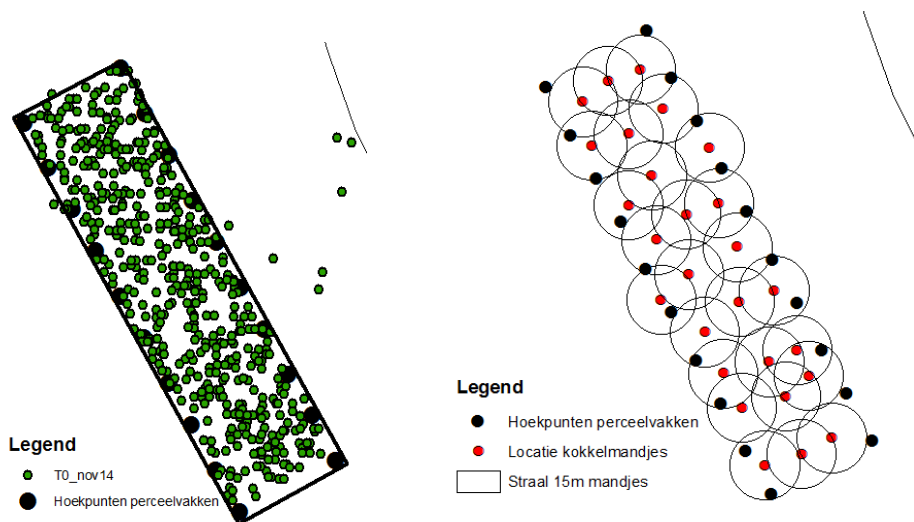 Legend
T0_nov14
Hoekpunten perceelvakken
Legend
Hoekpunten perceelvakken
Locatie kokkelmandjes
Straal 15m mandjes